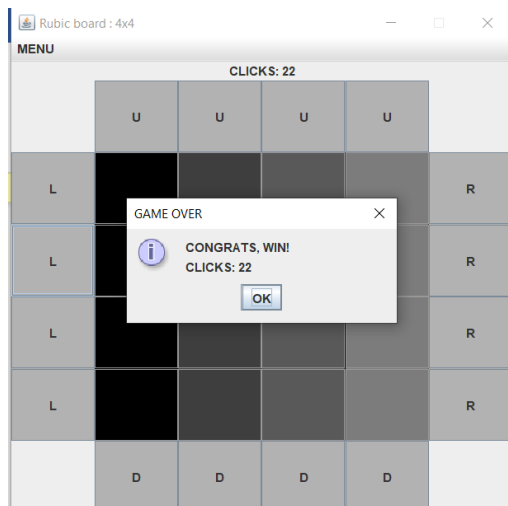 Rubic board : 4x4
MENU
CLICKS: 22
U U U U
L R
GAME OVER
CONGRATS, WIN!
L R
CLICKS: 22
OK
L R
L R
D D D D